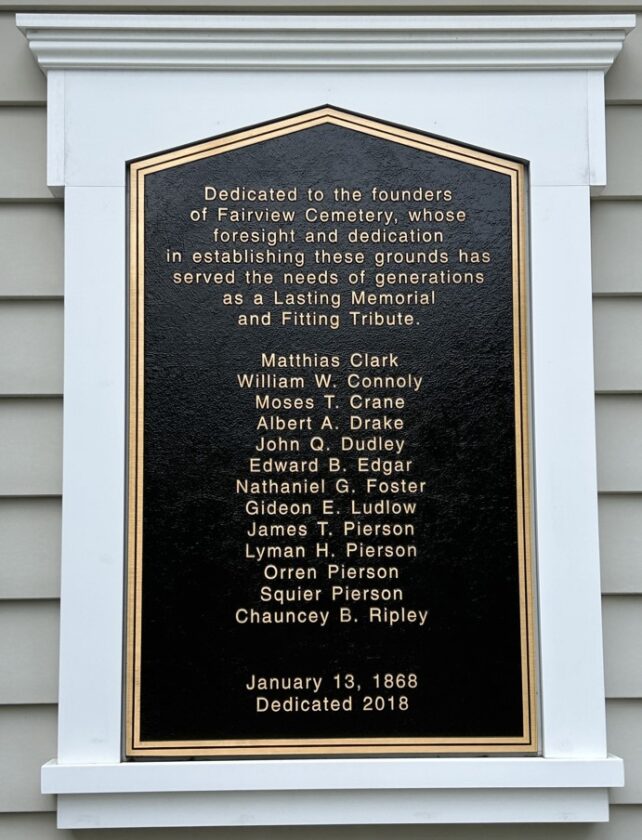 Dedicated to the founders
of Fairview Cemetery, whose
foresight and dedication
in establishing these grounds has
served the needs of generations
as a Lasting Memorial
and Fitting Tribute.
Matthias Clark
William W. Connoly
Moses T. Crane
Albert A. Drake
John Q. Dudley
Edward B. Edgar
Nathaniel G. Foster
Gideon E. Ludlow
James T. Pierson
Lyman H. Pierson
Orren Pierson
Squier Pierson
Chauncey B. Ripley
January 13, 1868
Dedicated 2018